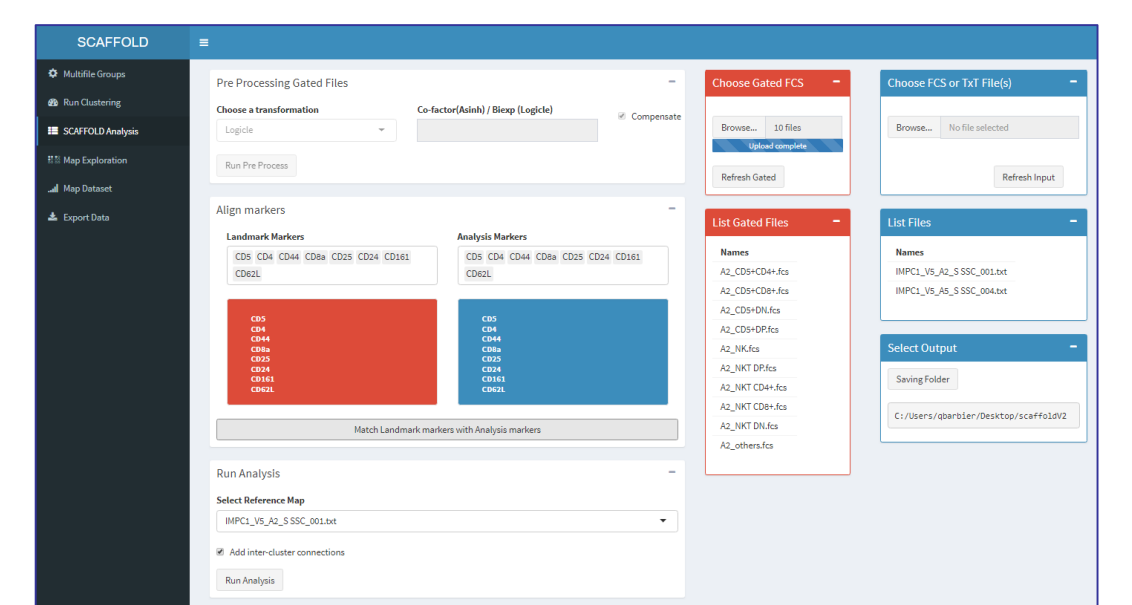 SCAFFOLD
Multifile Groups
Run Clustering
SCAFFOLD Analysis
Map Exploration
Map Dataset
Export Data
Pre Processing Gated Files
Choose a transformation
Co-factor(Asinh) / Biexp (Logicle)
Logicle
Compensate
Run Pre Process
Align markers
Landmark Markers
CD5 CD4 CD44 CD8a CD25 CD24 CD161
CD62L
Analysis Markers
CD5 CD4 CD44 CD8a CD25 CD24 CD161
CD62L
CD5
CD4
CD44
CD8a
CD25
CD24
CD161
CD62L
CD5
CD4
CD44
CD8a
CD25
CD24
CD161
CD62L
Match Landmark markers with Analysis markers
Run Analysis
Select Reference Map
IMPC1_V5_A2_S SSC_001.txt
Add inter-cluster connections
Run Analysis
Choose Gated FCS
Browse... 10 files
Upload complete
Refresh Gated
List Gated Files
Names
A2_CD5+CD4+.fcs
A2_CD5+CD8+.fcs
A2_CD5+DN.fcs
A2_CD5+DP.fcs
A2_NK.fcs
A2_NKT DP.fcs
A2_NKT CD4+.fcs
A2_NKT CD8+.fcs
A2_NKT DN.fcs
A2_others.fcs
Choose FCS or TxT File(s)
Browse... No file selected
Refresh Input
List Files
Names
IMPC1_V5_A2_S SSC_001.txt
IMPC1_V5_A5_S SSC_004.txt
Select Output
Saving Folder
C:/Users/qbarbier/Desktop/scaffoldV2